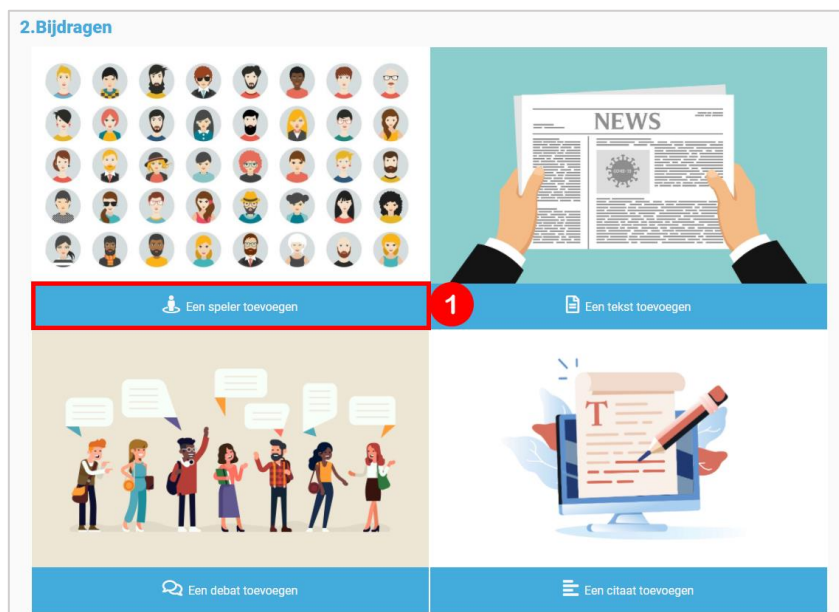 2.Bijdragen
NEWS
Een speler toevoegen
1
Een tekst toevoegen
T
Een debat toevoegen
Een citaat toevoegen